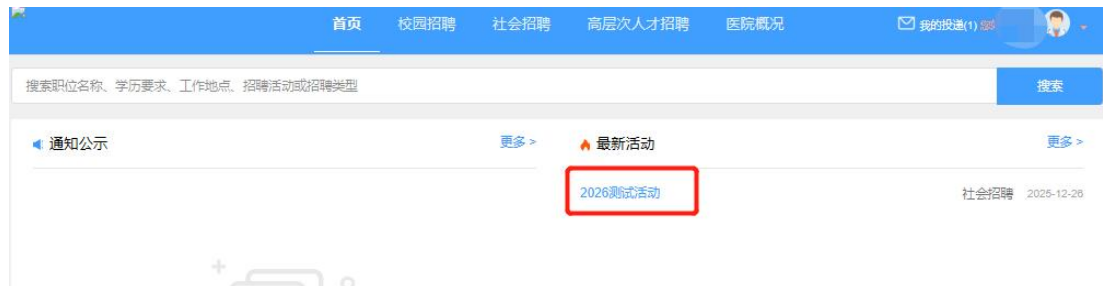 首页 校园招聘 社会招聘 高层次人才招聘 医院概况 我的投递(1)
搜索职位名称、学历要求、工作地点、招聘活动或招聘类型 搜索
通知公示 更多 > 最新活动 更多 >
2026测试活动 社会招聘 2025-12-26